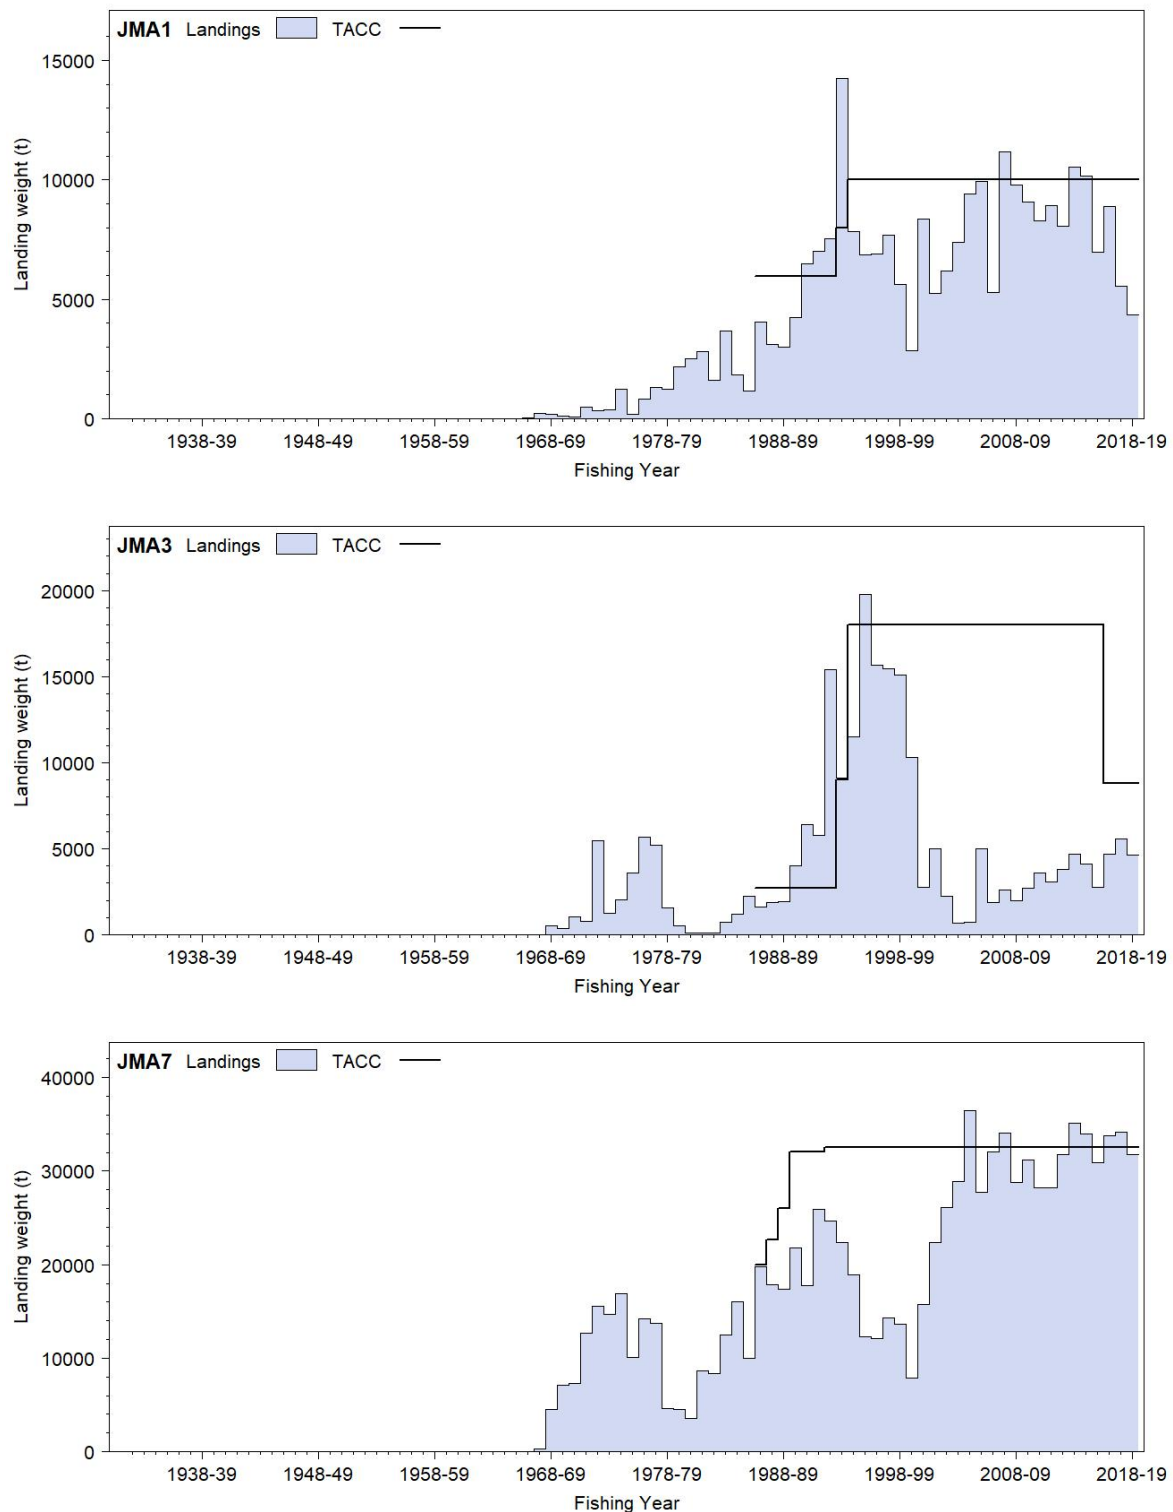 JMA1 Landings TACC
15000
10000
5000
0
Landing weight (t)
1938-39 1948-49 1958-59 1968-69 1978-79 1988-89 1998-99 2008-09 2018-19
Fishing Year
JMA3 Landings TACC
20000
15000
10000
5000
0
Landing weight (t)
1938-39 1948-49 1958-59 1968-69 1978-79 1988-89 1998-99 2008-09 2018-19
Fishing Year
JMA7 Landings TACC
40000
30000
20000
10000
0
Landing weight (t)
1938-39 1948-49 1958-59 1968-69 1978-79 1988-89 1998-99 2008-09 2018-19
Fishing Year